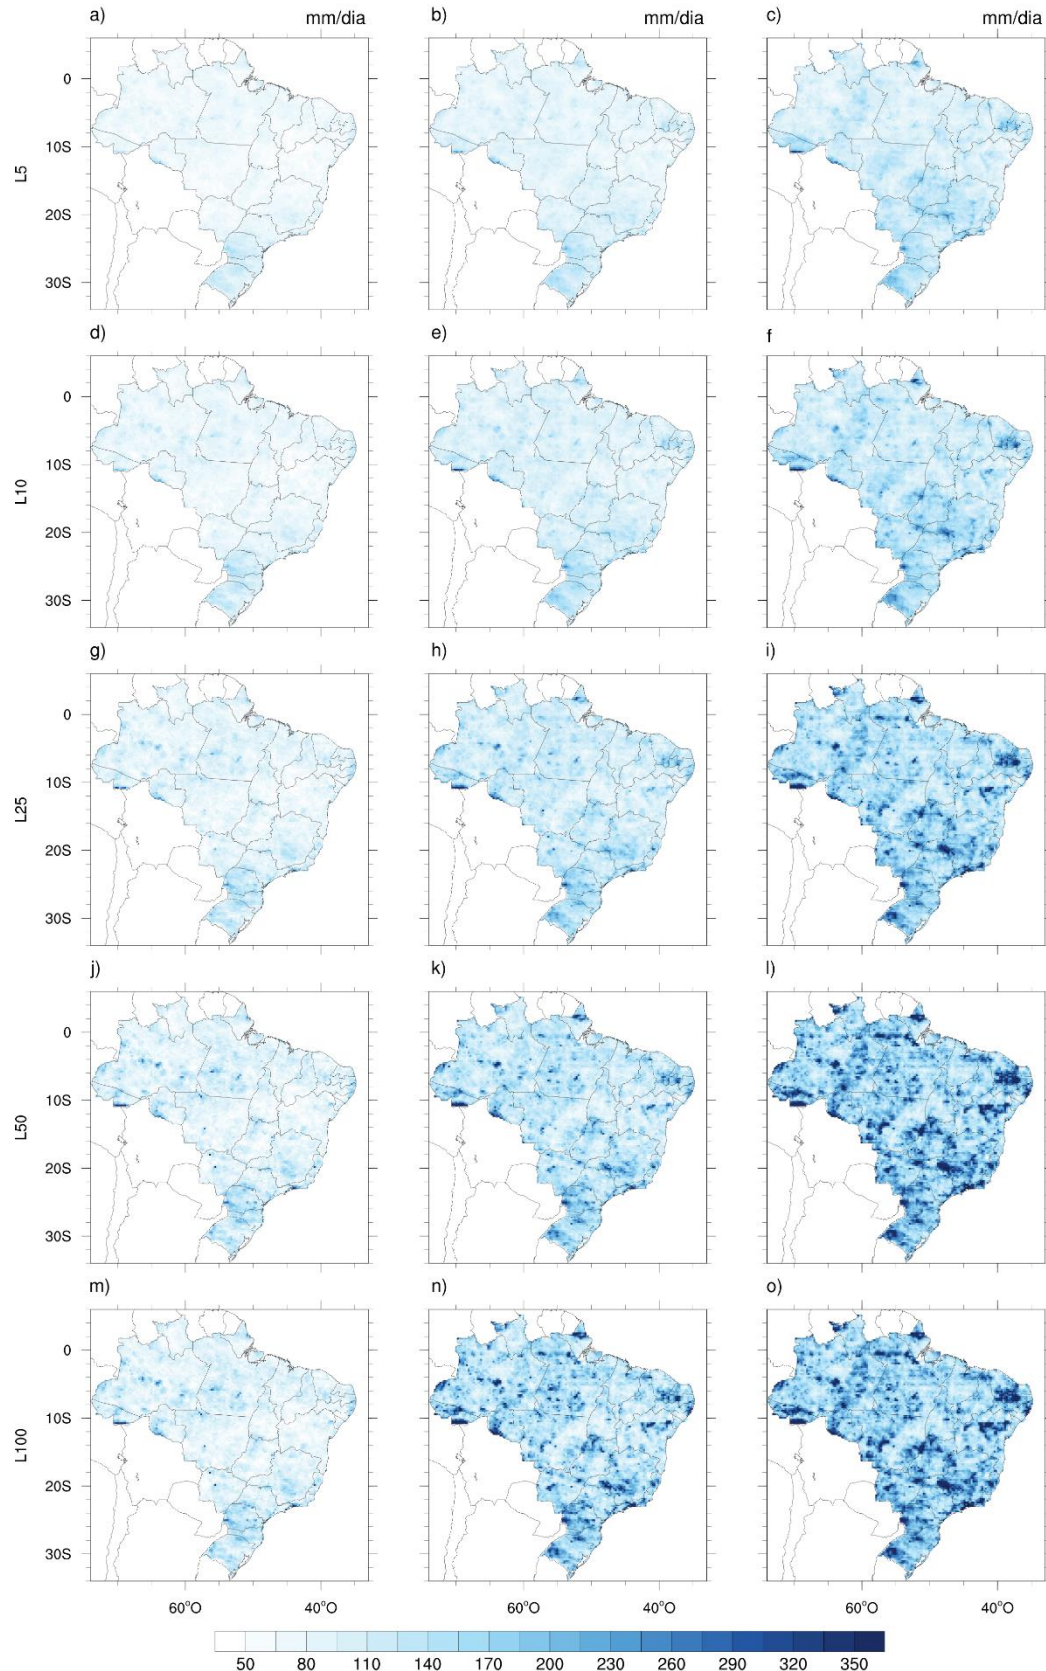 a) mm/dia b) mm/dia c) mm/dia
0
10S
20S
30S
L5
d) e) f
0
10S
20S
30S
L10
g) h) i)
0
10S
20S
30S
L25
j) k) l)
0
10S
20S
30S
L50
m) n) o)
0
10S
20S
30S
L100
60°O 40°O 60°O 40°O 60°O 40°O
50 80 110 140 170 200 230 260 290 320 350